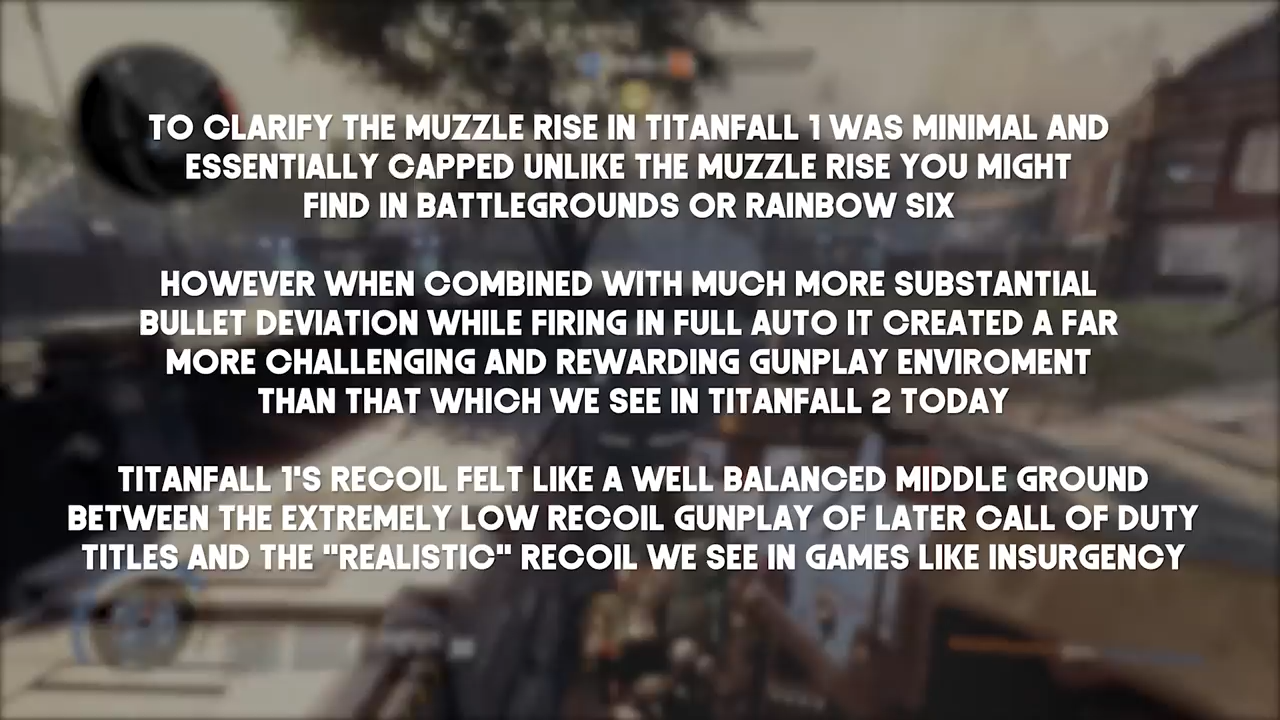 TO CLARIFY THE MUZZLE RISE IN TITANFALL 1 WAS MINIMAL AND
ESSENTIALLY CAPPED UNLIKE THE MUZZLE RISE YOU MIGHT
FIND IN BATTLEGROUNDS OR RAINBOW SIX
HOWEVER WHEN COMBINED WITH MUCH MORE SUBSTANTIAL
BULLET DEVIATION WHILE FIRING IN FULL AUTO IT CREATED A FAR
MORE CHALLENGING AND REWARDING GUNPLAY ENVIROMENT
THAN THAT WHICH WE SEE IN TITANFALL 2 TODAY
TITANFALL 1'S RECOIL FELT LIKE A WELL BALANCED MIDDLE GROUND
BETWEEN THE EXTREMELY LOW RECOIL GUNPLAY OF LATER CALL OF DUTY
TITLES AND THE "REALISTIC" RECOIL WE SEE IN GAMES LIKE INSURGENCY